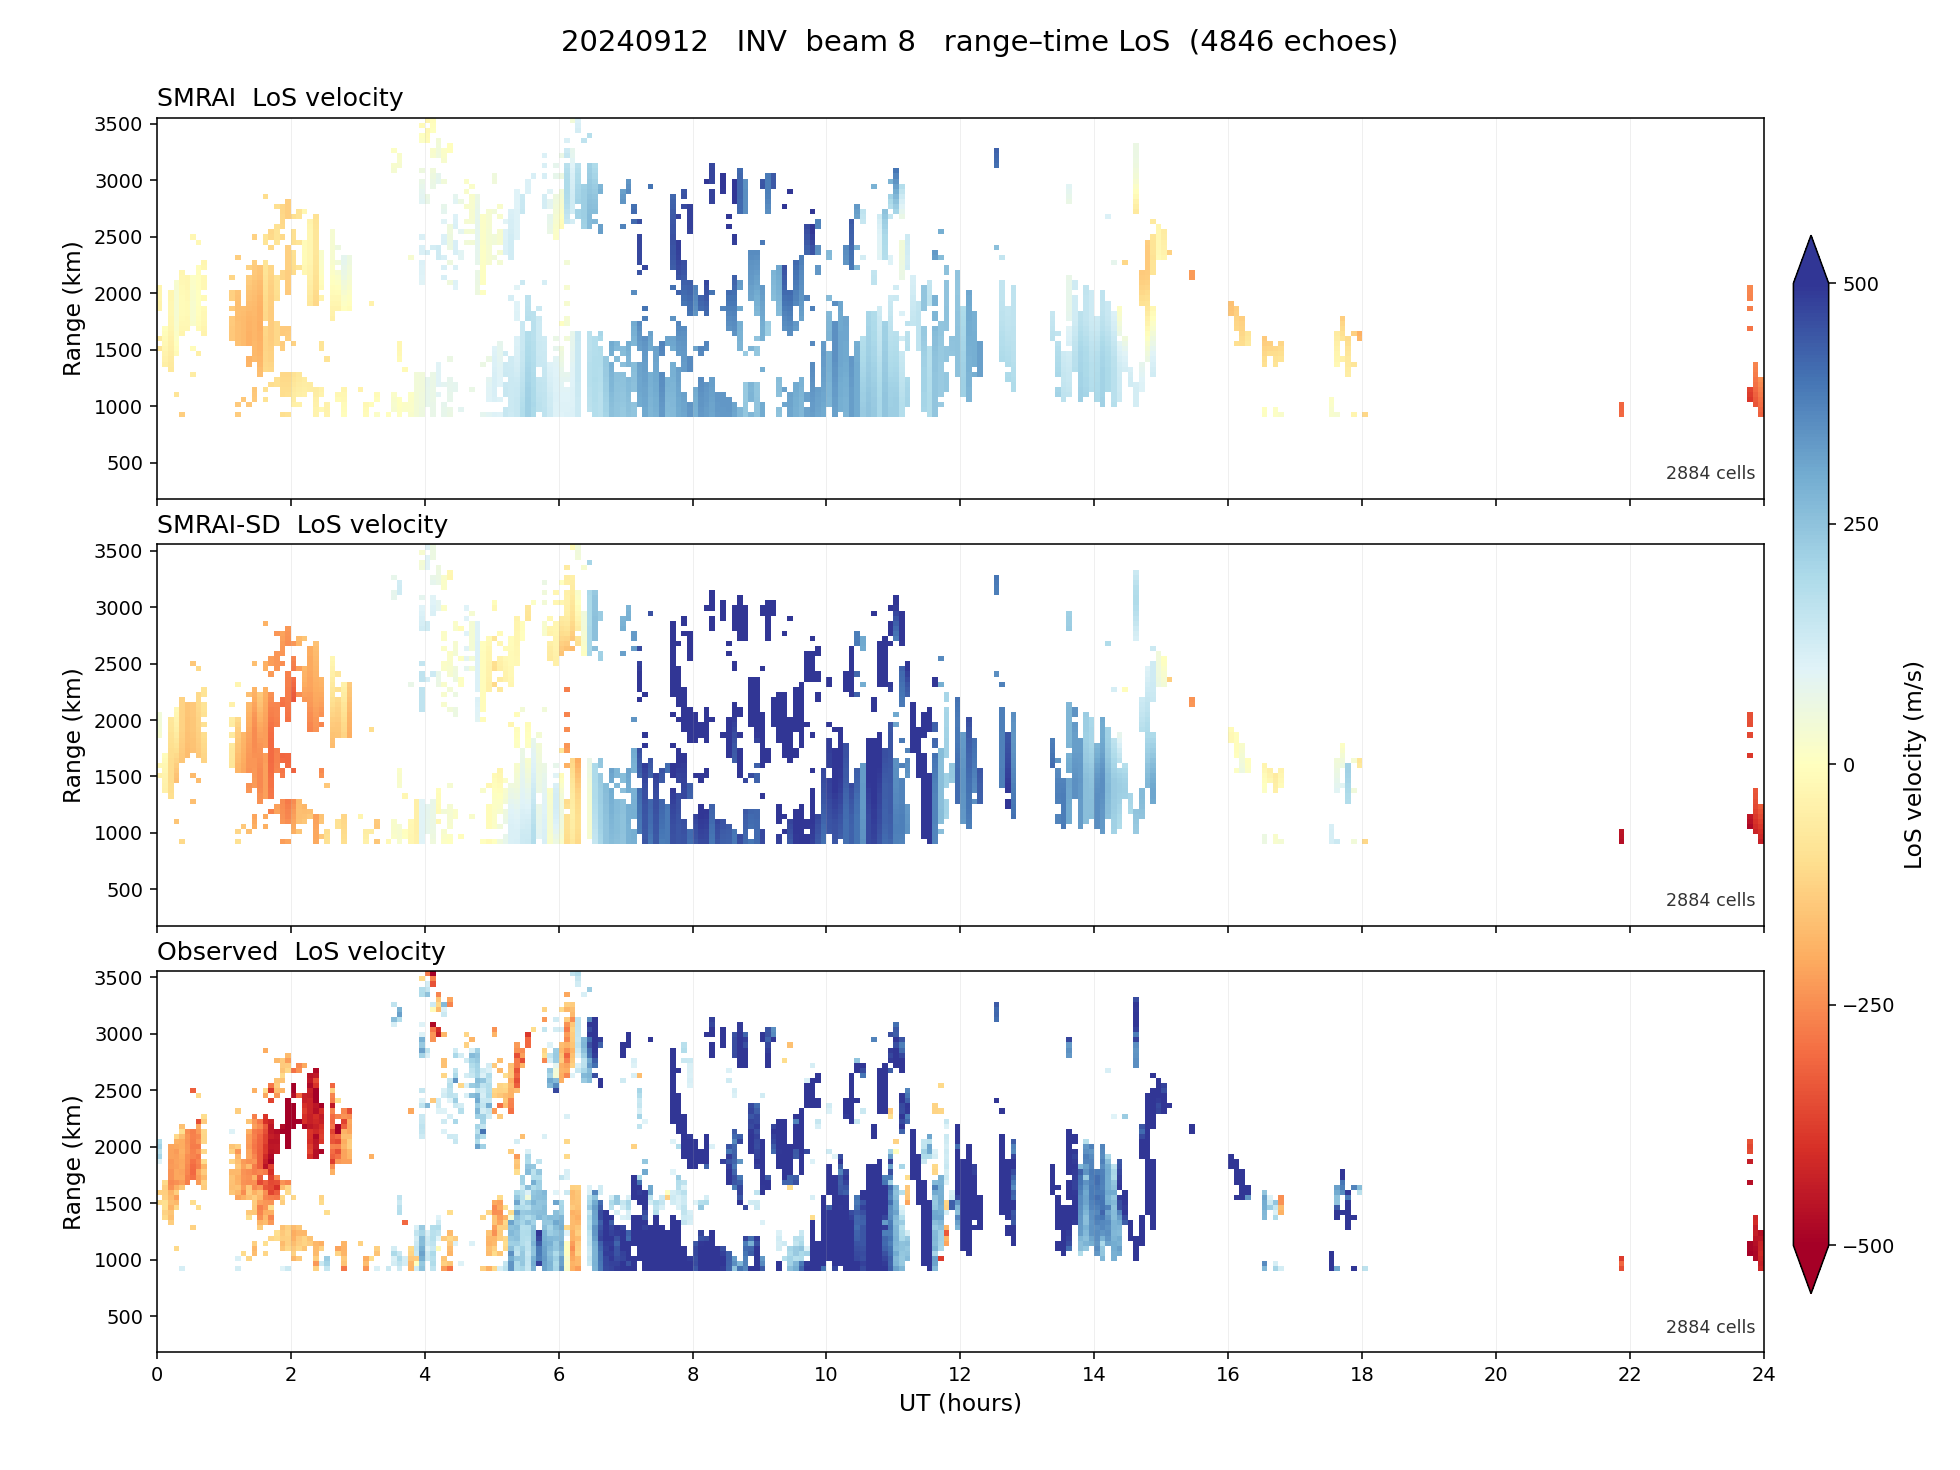 20240912   INV  beam 8   range–time LoS  (4846 echoes)
SMRAI  LoS velocity
3500
3000
2500
2000
1500
1000
500
Range (km)
2884 cells
SMRAI-SD  LoS velocity
3500
3000
2500
2000
1500
1000
500
Range (km)
2884 cells
Observed  LoS velocity
3500
3000
2500
2000
1500
1000
500
Range (km)
2884 cells
0 2 4 6 8 10 12 14 16 18 20 22 24
UT (hours)
500
250
0
−250
−500
LoS velocity (m/s)